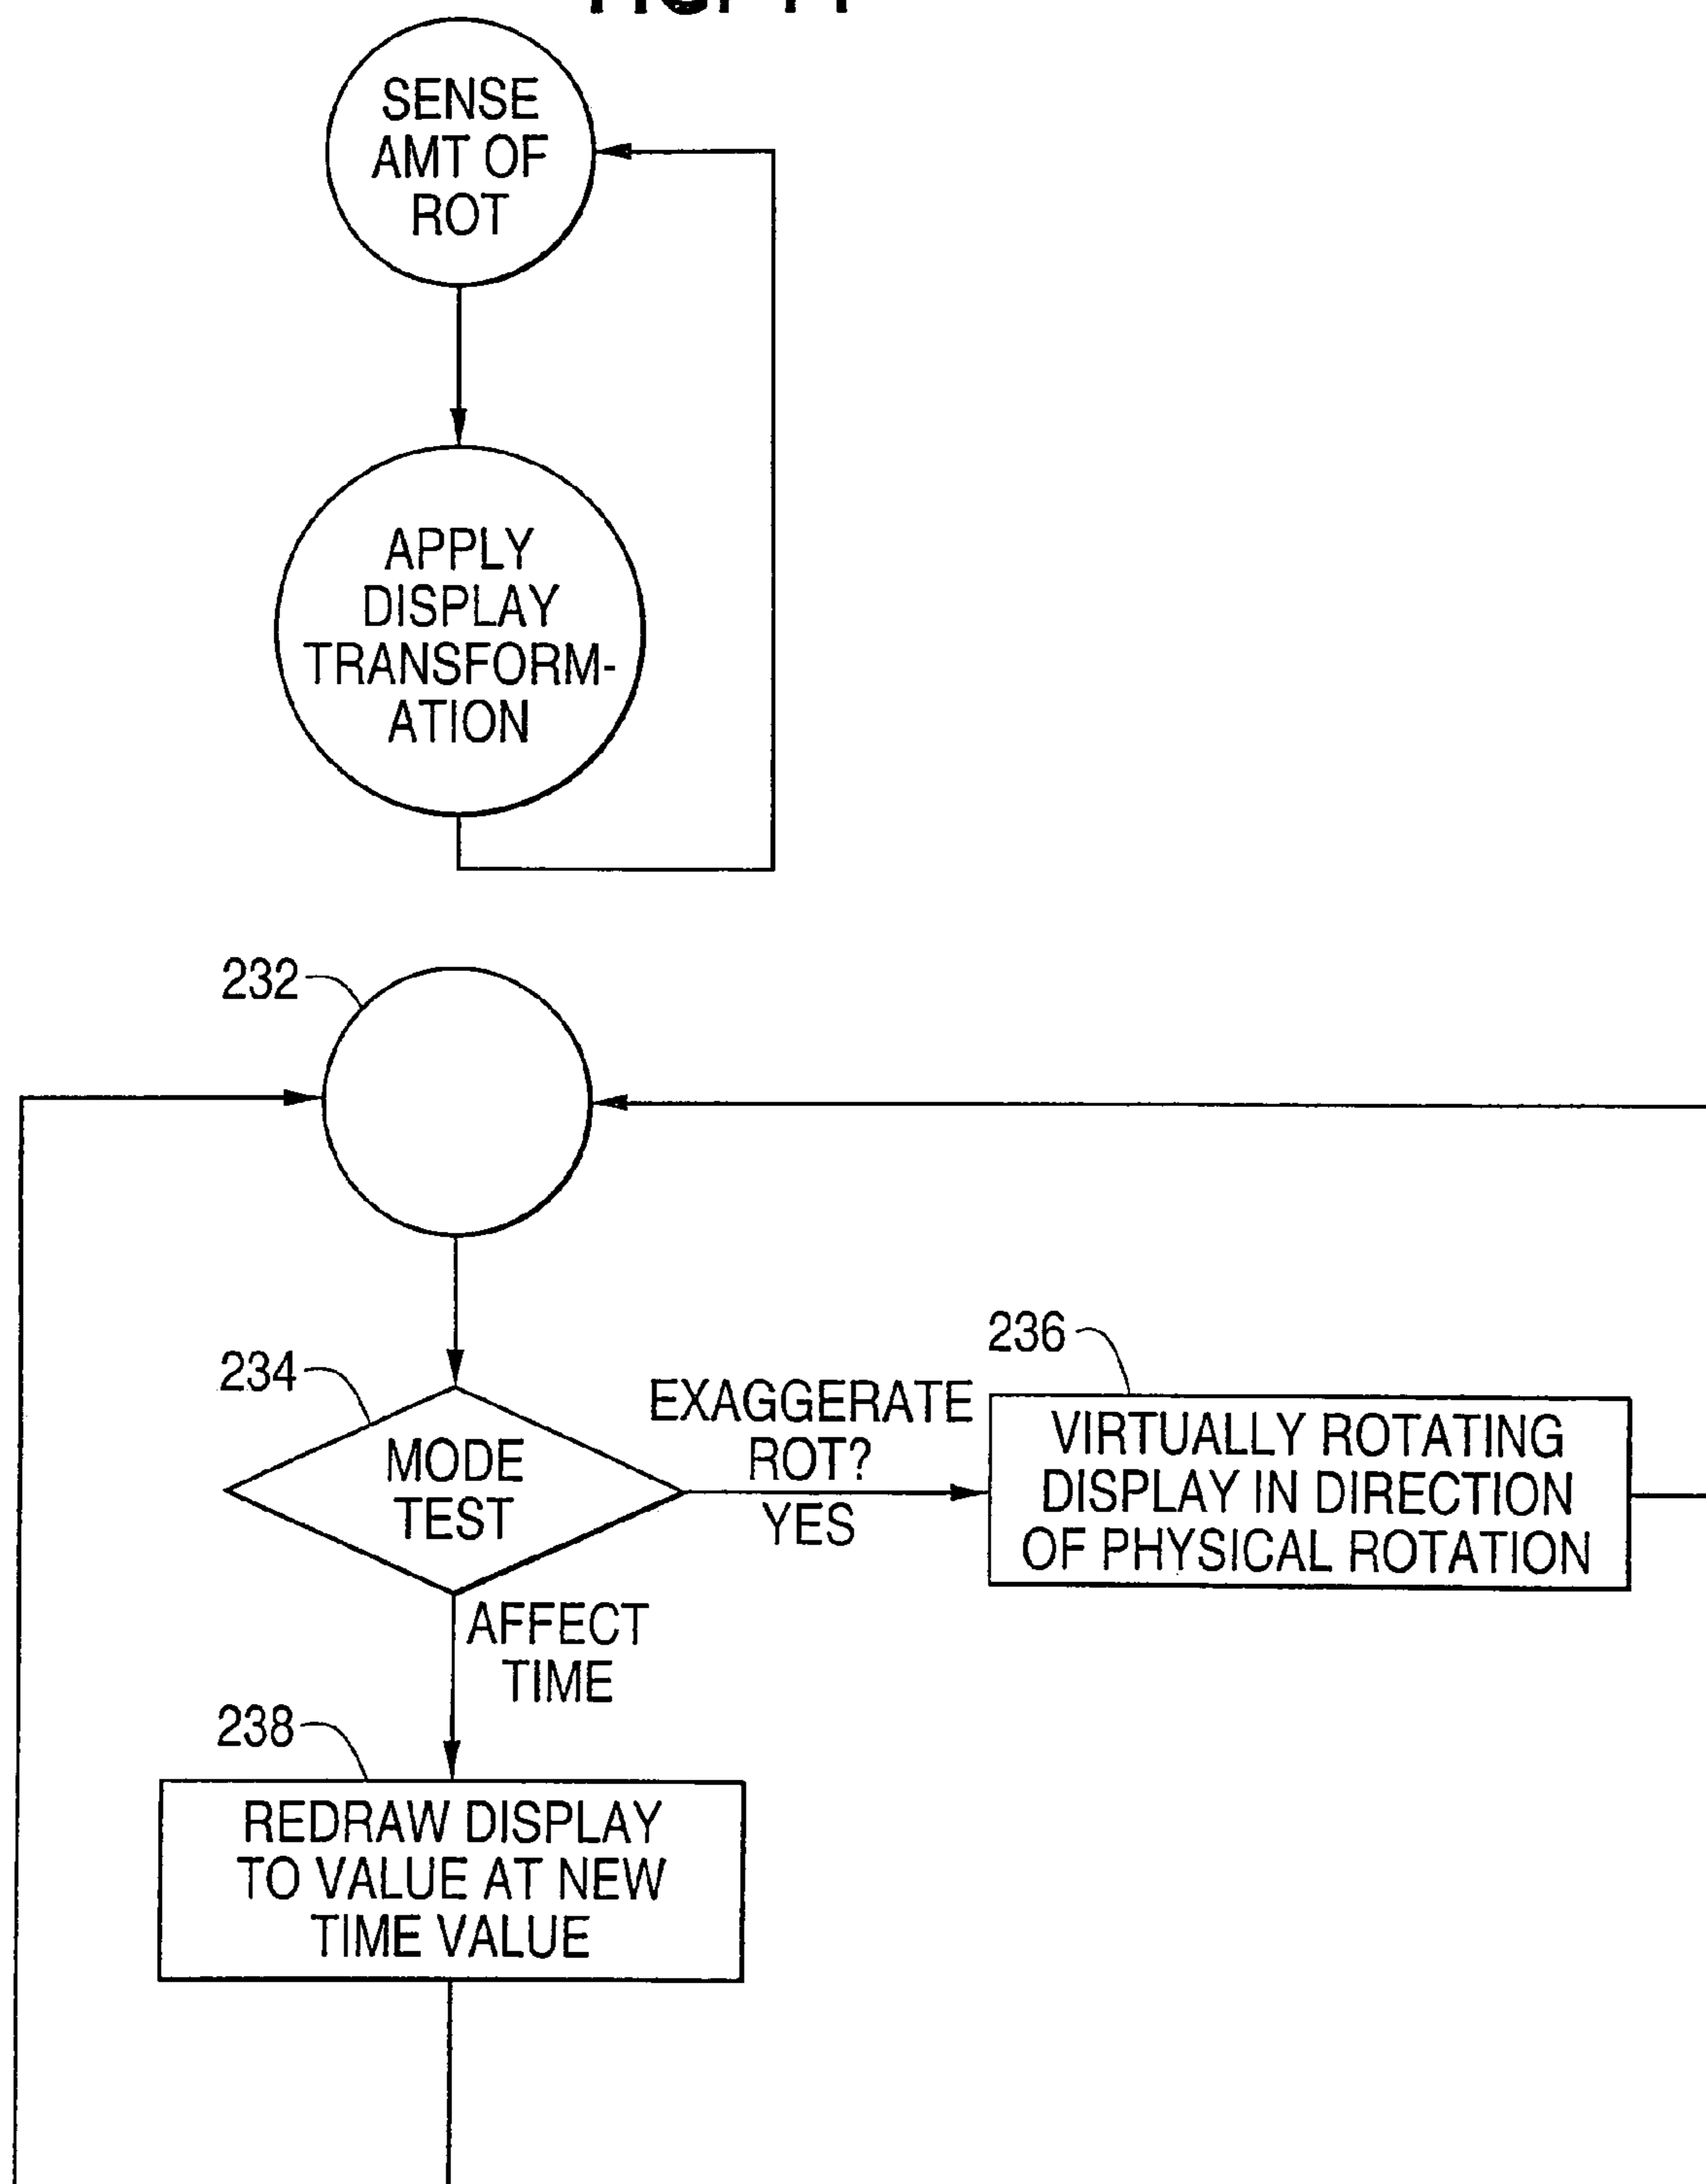 SENSE
AMT OF
ROT
APPLY
DISPLAY
TRANSFORM-
ATION
232
234
MODE
TEST
EXAGGERATE
ROT?
YES
236
VIRTUALLY ROTATING
DISPLAY IN DIRECTION
OF PHYSICAL ROTATION
AFFECT
TIME
238
REDRAW DISPLAY
TO VALUE AT NEW
TIME VALUE